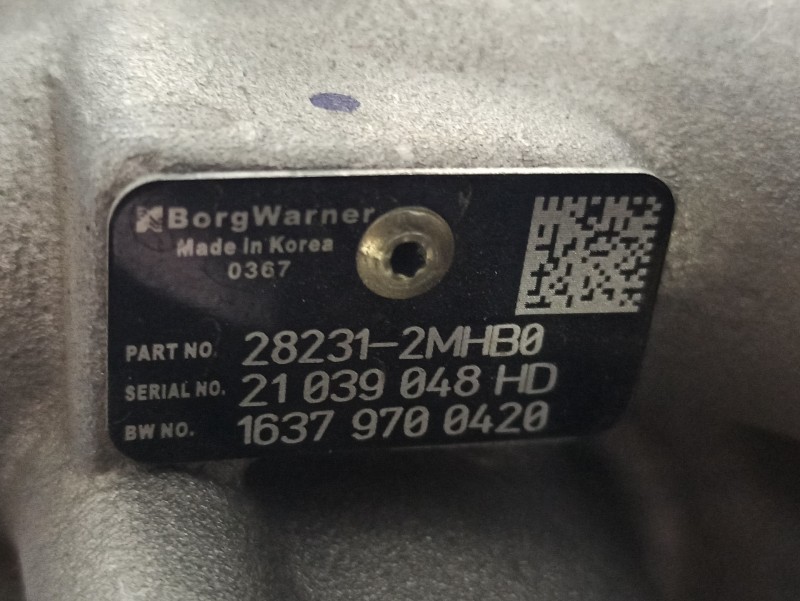 BorgWarner
Made in Korea
0367
PART NO. 28231-2MHB0
SERIAL NO. 21 039 048 HD
BW NO. 1637 970 0420